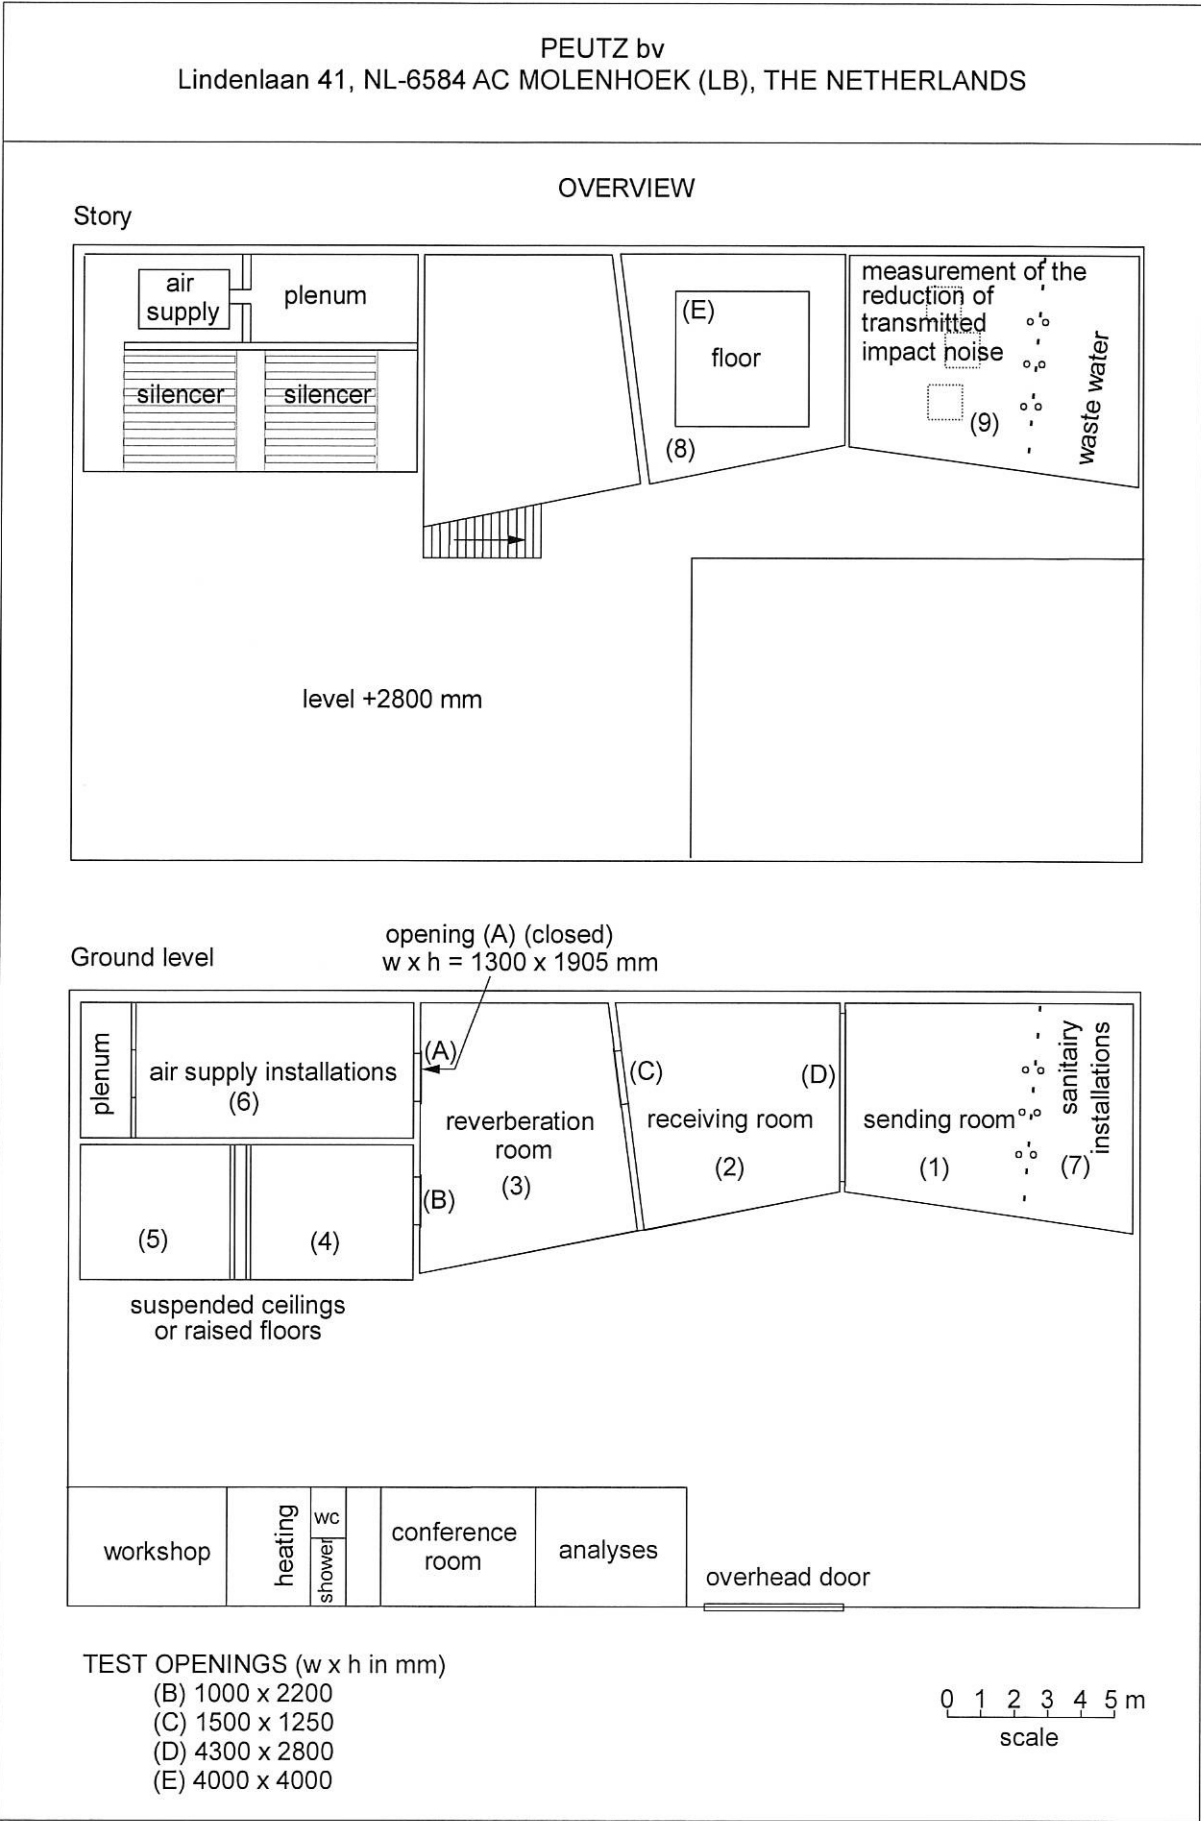 PEUTZ bv
Lindenlaan 41, NL-6584 AC MOLENHOEK (LB), THE NETHERLANDS
OVERVIEW
Story
air
supply
plenum
silencer
silencer
(E)
floor
(8)
measurement of the
reduction of
transmitted
impact noise
(9)
waste water
level +2800 mm
Ground level
opening (A) (closed)
w x h = 1300 x 1905 mm
plenum
air supply installations
(6)
(A)
(B)
reverberation
room
(3)
(C)
receiving room
(2)
(D)
sending room
(1)
sanitairy
installations
(7)
(5)
(4)
suspended ceilings
or raised floors
workshop
heating
wc
shower
conference
room
analyses
overhead door
TEST OPENINGS (w x h in mm)
(B) 1000 x 2200
(C) 1500 x 1250
(D) 4300 x 2800
(E) 4000 x 4000
0 1 2 3 4 5 m
scale